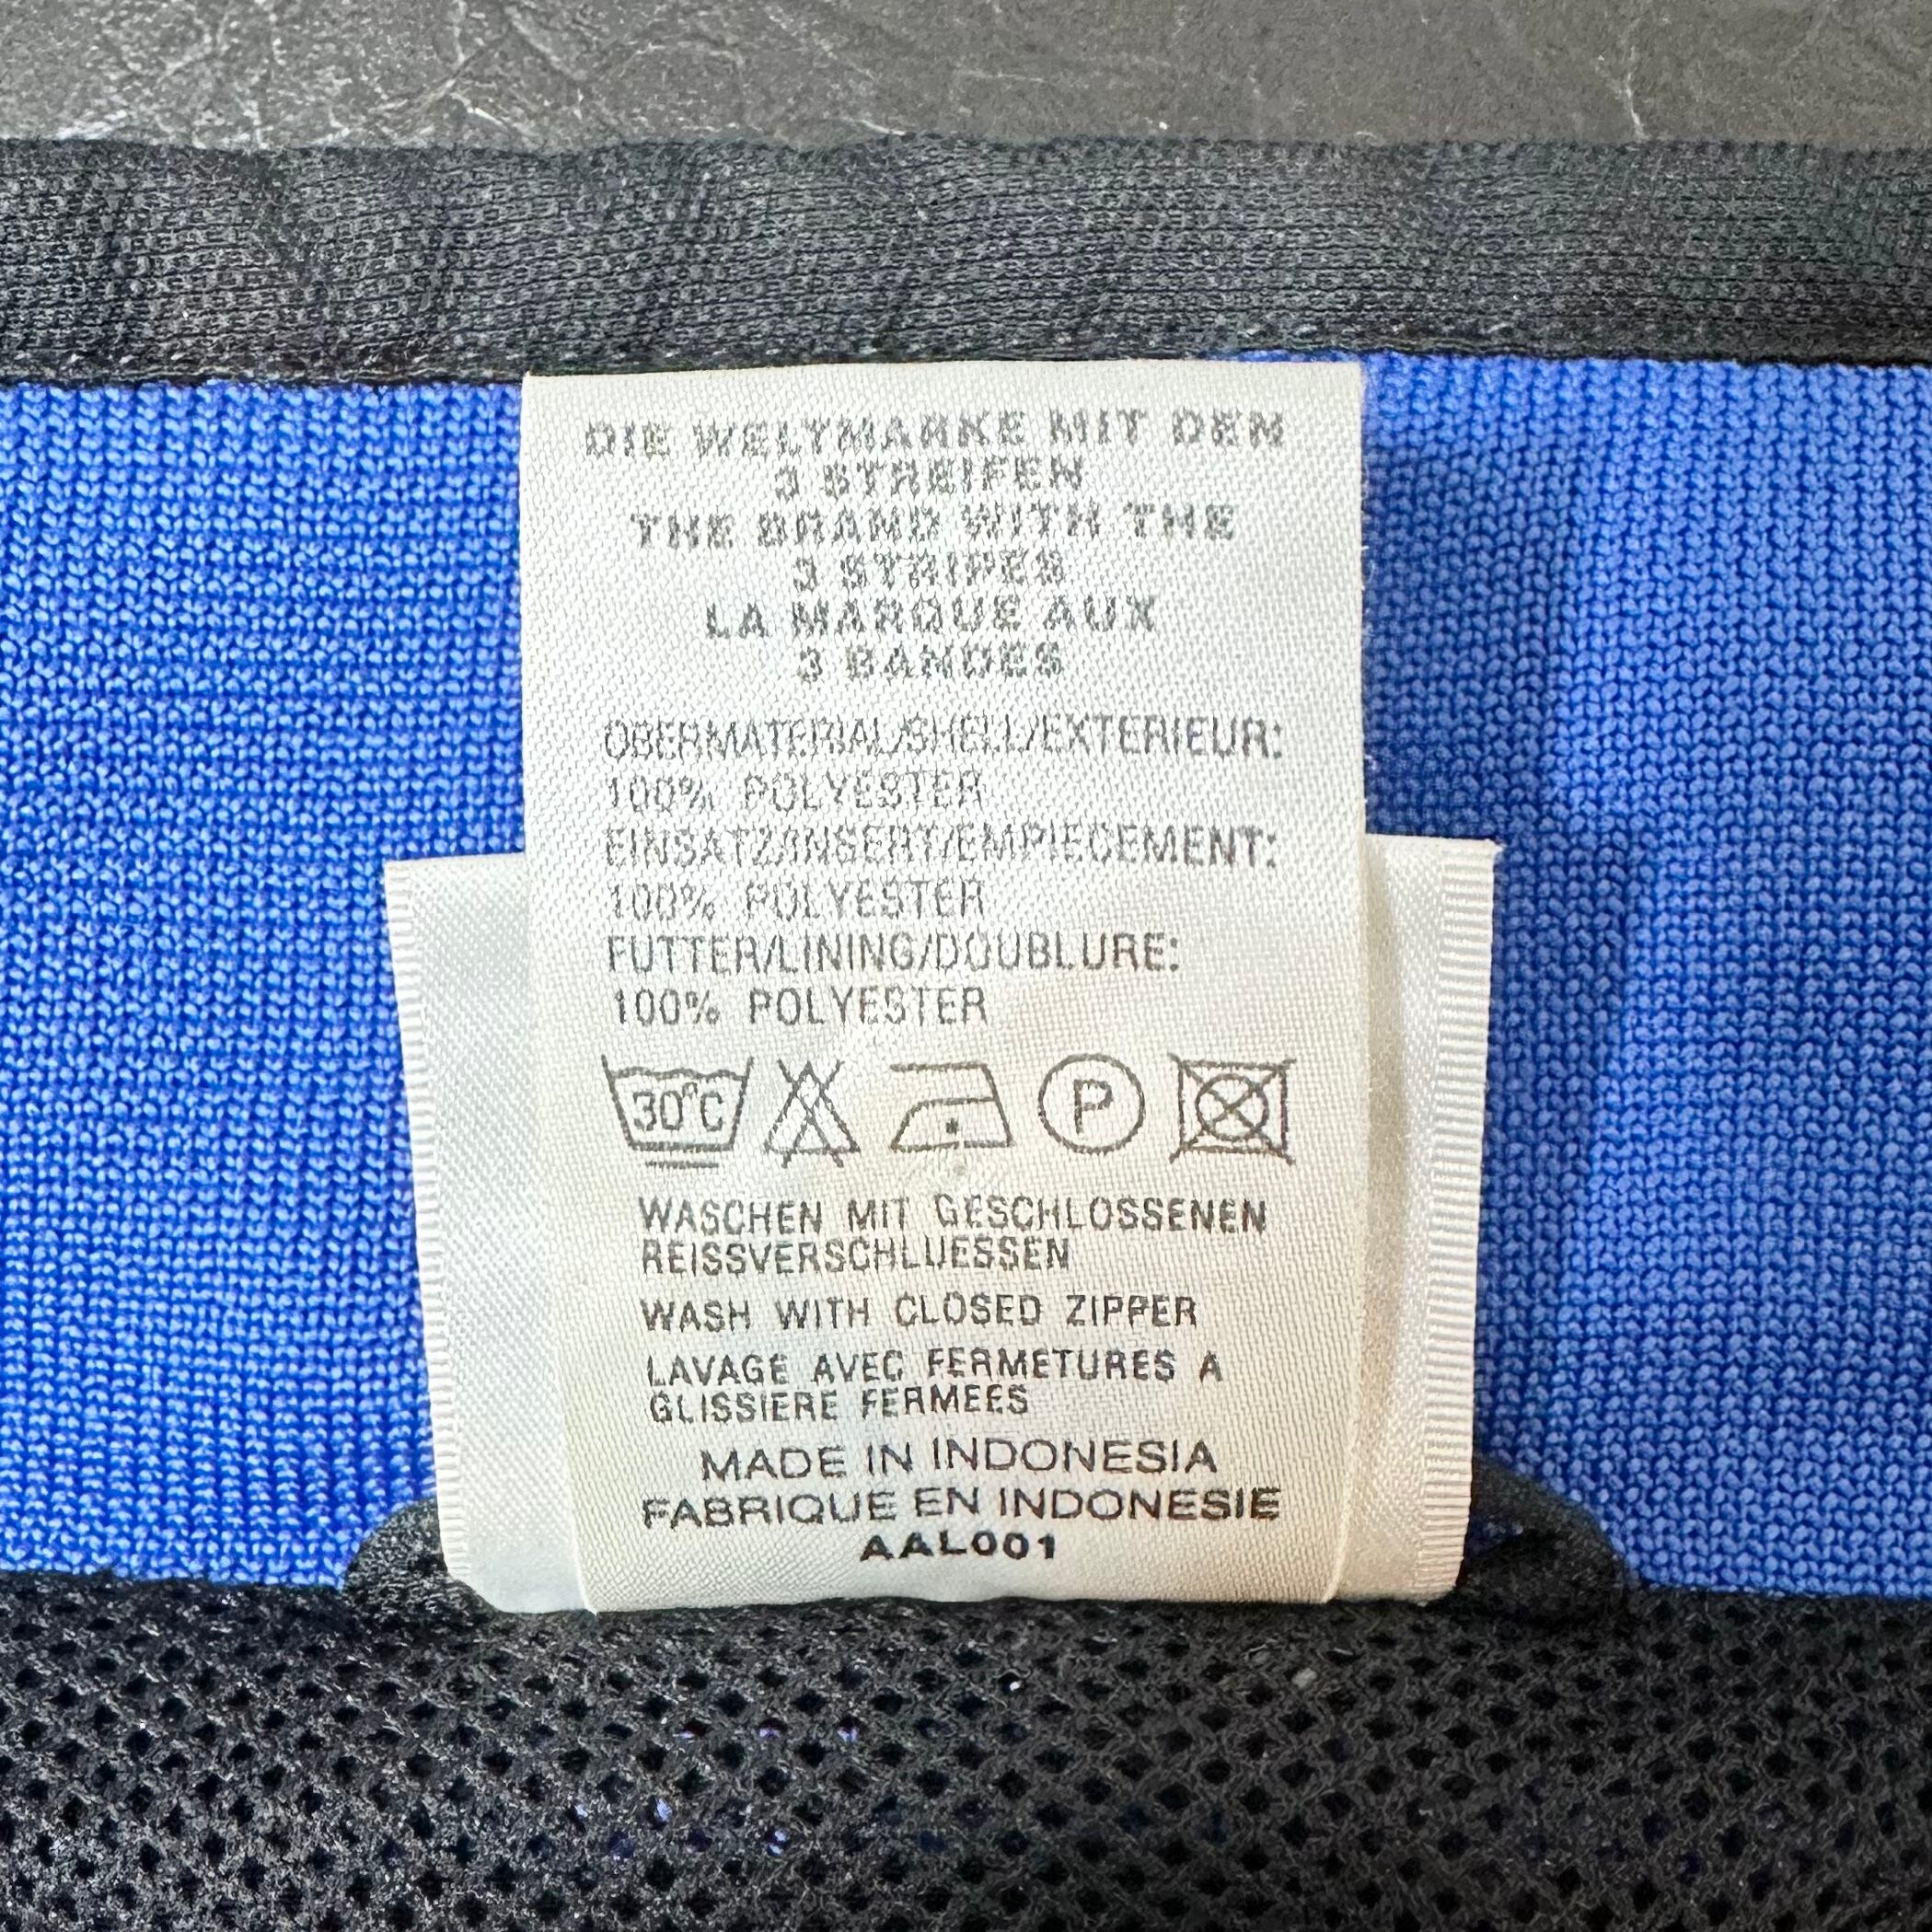 DIE WELTMARKE MIT DEM
3 STREIFEN
THE BRAND WITH THE
3 STRIPES
LA MARQUE AUX
3 BANDES
OBERMATERIAL/SHELL/EXTERIEUR:
100% POLYESTER
EINSATZ/INSERT/EMPIECEMENT:
100% POLYESTER
FUTTER/LINING/DOUBLURE:
100% POLYESTER
30°C P
WASCHEN MIT GESCHLOSSENEN
REISSVERSCHLUESSEN
WASH WITH CLOSED ZIPPER
LAVAGE AVEC FERMETURES A
GLISSIERE FERMEES
MADE IN INDONESIA
FABRIQUE EN INDONESIE
AAL001